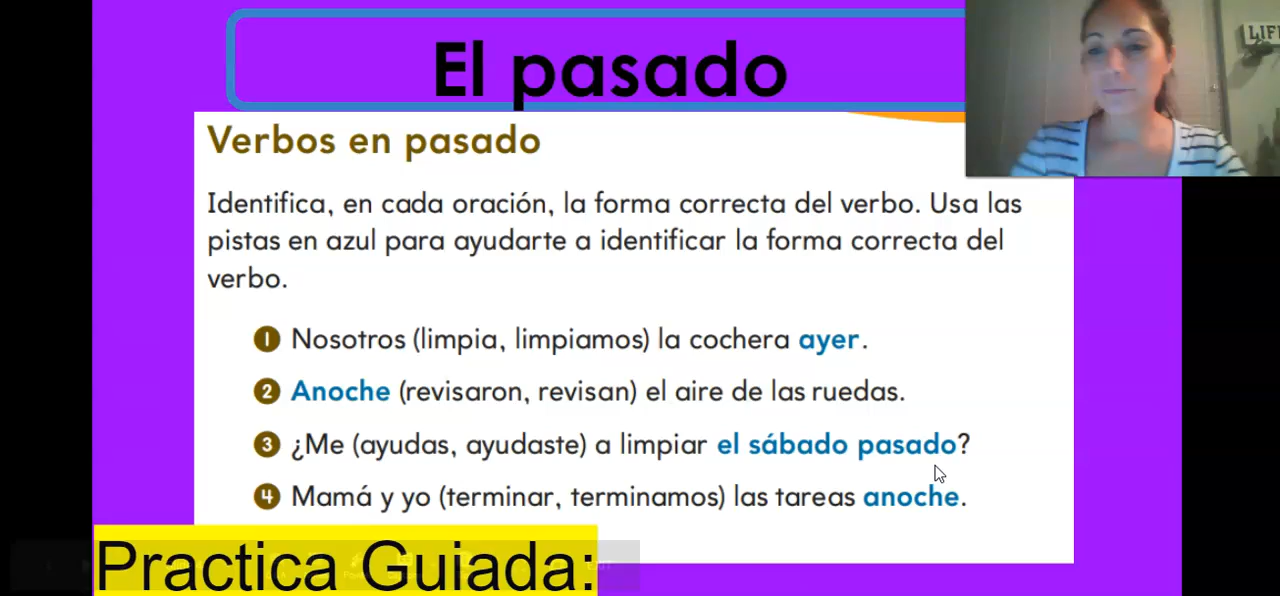 El pasado
LIF
Verbos en pasado
Identifica, en cada oración, la forma correcta del verbo. Usa las
pistas en azul para ayudarte a identificar la forma correcta del
verbo.
1 Nosotros (limpia, limpiamos) la cochera ayer.
2 Anoche (revisaron, revisan) el aire de las ruedas.
3 ¿Me (ayudas, ayudaste) a limpiar el sábado pasado?
4 Mamá y yo (terminar, terminamos) las tareas anoche.
Practica Guiada: